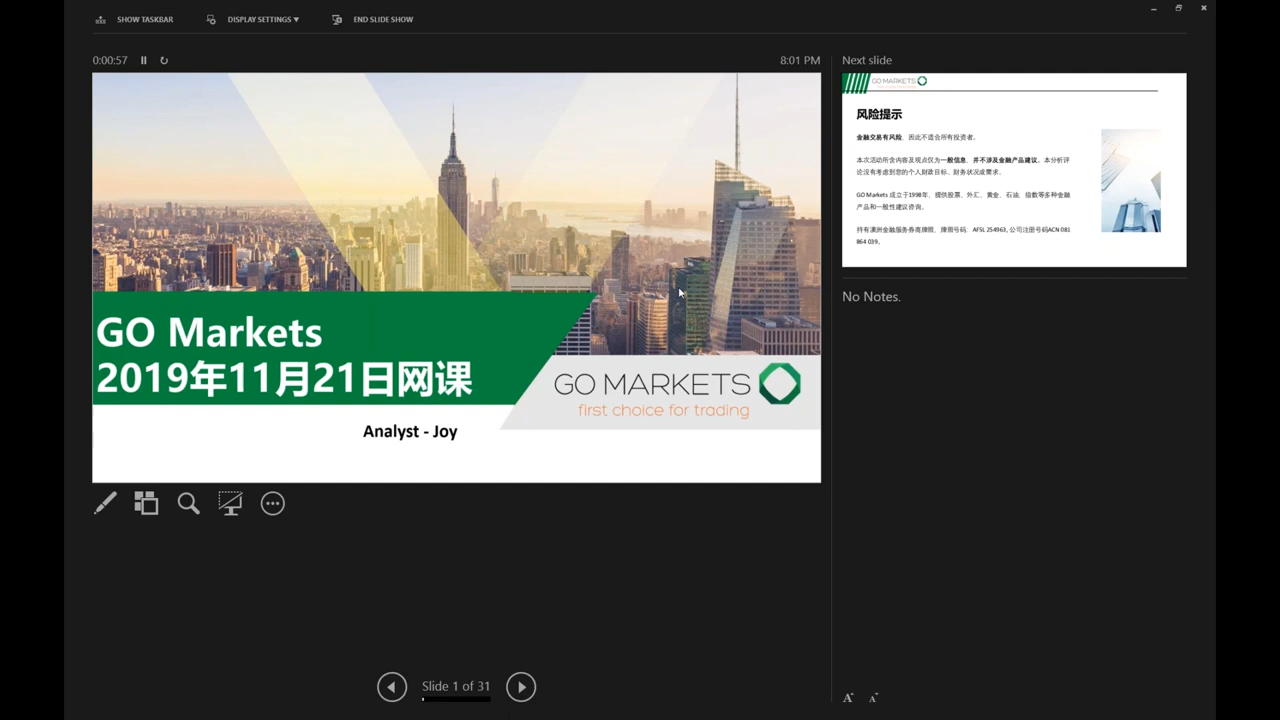 SHOW TASKBAR
DISPLAY SETTINGS ▼
END SLIDE SHOW
0:00:57
8:01 PM
GO Markets
2019年11月21日网课
GO MARKETS
first choice for trading
Analyst - Joy
Slide 1 of 31
Next slide
GO MARKETS
风险提示
金融交易有风险，因此不适合所有投资者。
本次活动所含内容及观点仅为一般信息，并不涉及金融产品建议。本分析评
论没有考虑到您的个人财政目标、财务状况或需求。
GO Markets 成立于1998年，提供股票、外汇、黄金、石油、指数等多种金融
产品和一般性建议咨询。
持有澳洲金融服务券商牌照，牌照号码：AFSL 254963, 公司注册号码ACN 081
864 039。
No Notes.
A
A